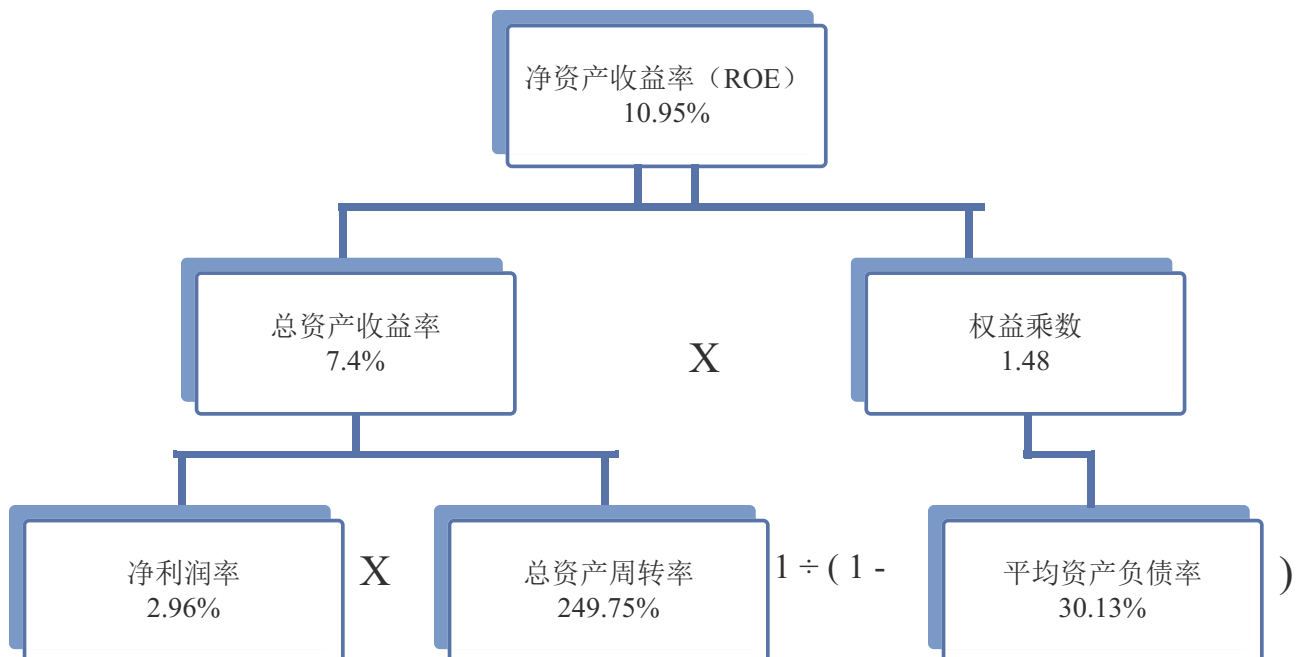 净资产收益率（ROE）
10.95%
总资产收益率
7.4%
X
权益乘数
1.48
净利润率
2.96%
X
总资产周转率
249.75%
1 ÷ ( 1 -
平均资产负债率
30.13%
)